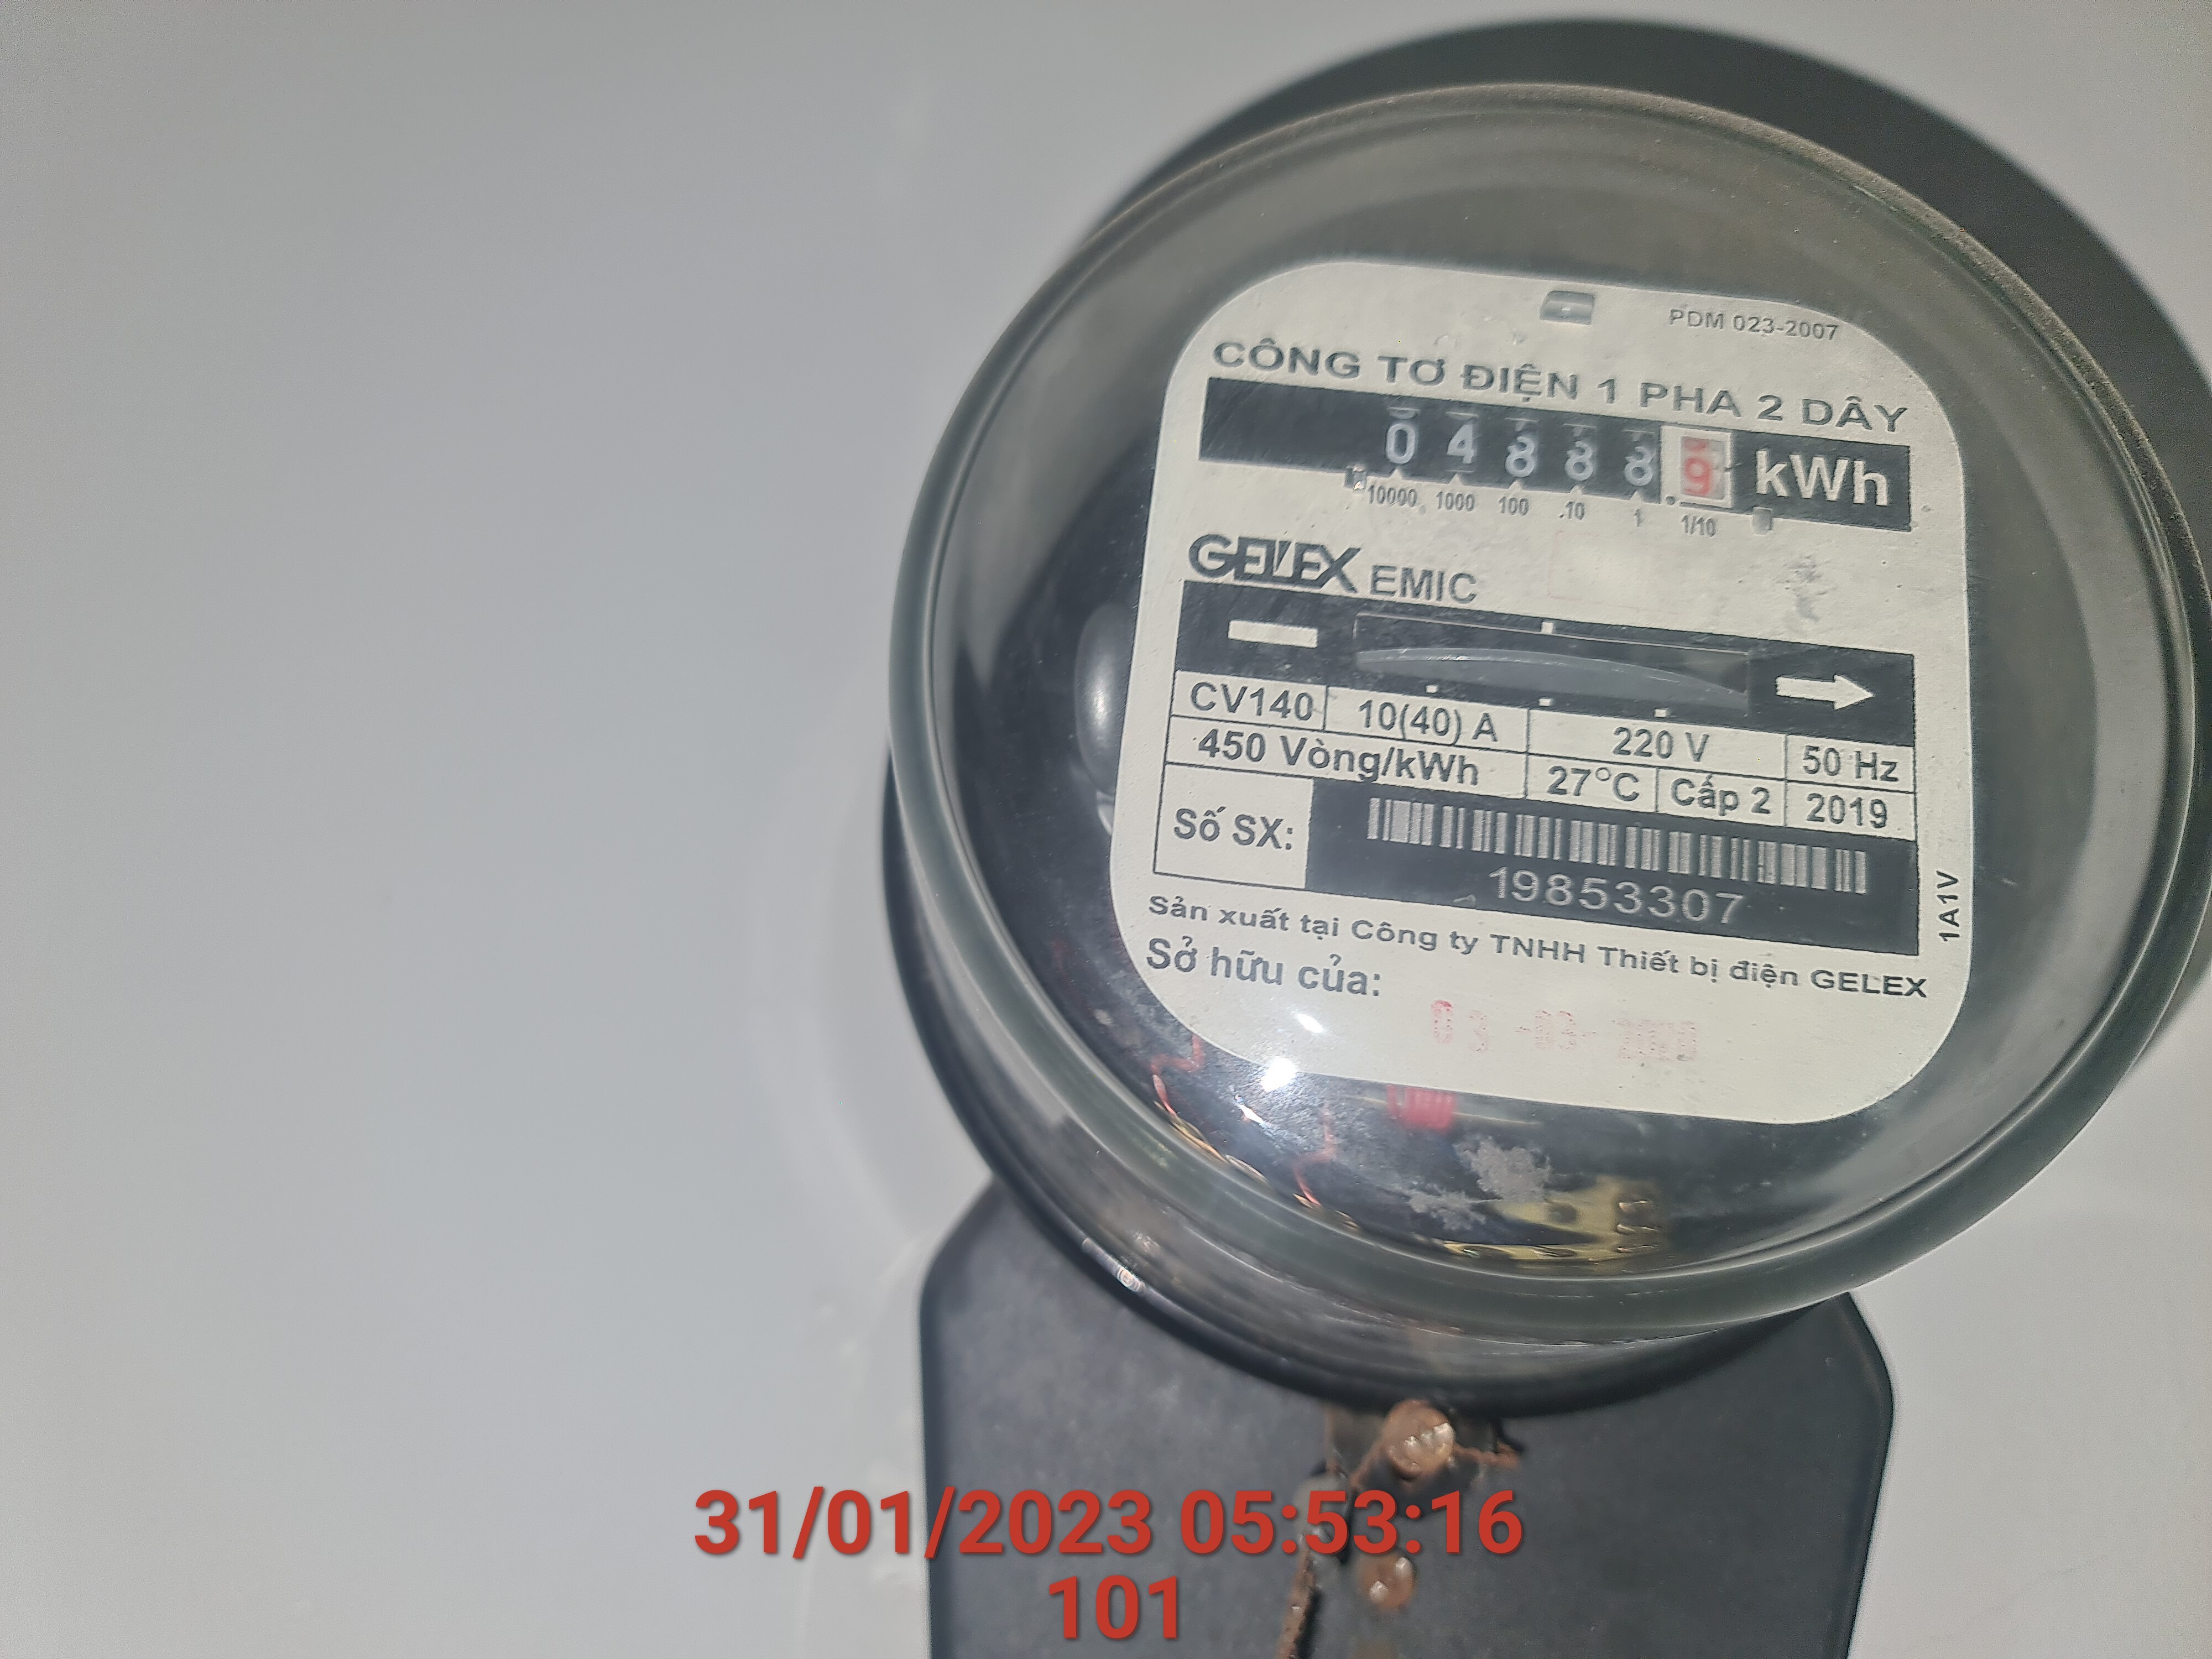 PDM 023-2007
CÔNG TƠ ĐIỆN 1 PHA 2 DÂY
0 4 8 8 8 9 kWh
10000 1000 100 10 1 1/10
GELEX EMIC
CV140 10(40) A 220 V 50 Hz
450 Vòng/kWh 27°C Cấp 2 2019
Số SX:
19853307
1A1V
Sản xuất tại Công ty TNHH Thiết bị điện GELEX
Sở hữu của:
03 -03-
31/01/2023 05:53:16
101